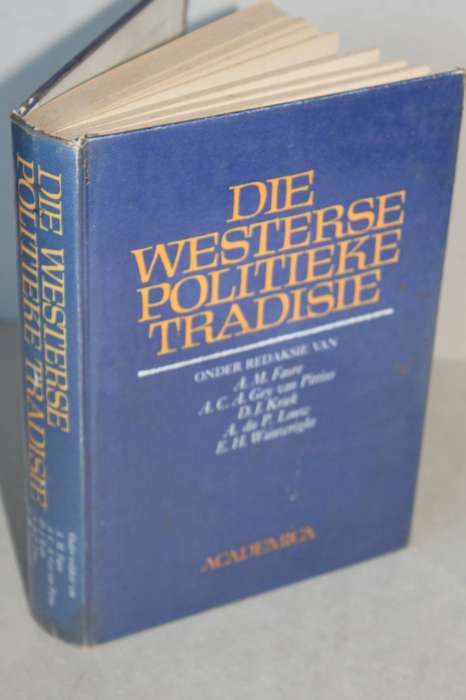 DIE
WESTERSE
POLITIEKE
TRADISIE
ONDER REDAKSIE VAN
A. M. Faure
A. C. A. Gey van Pittius
D. J. Kriek
A. du P. Louw
E. H. Wainwright
ACADEMICA
DIE WESTERSE
POLITIEKE TRADISIE